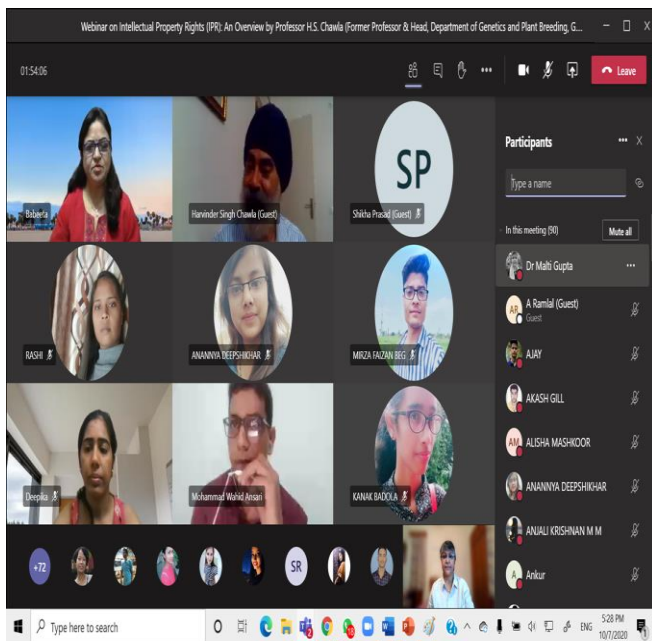 Webinar on Intellectual Property Rights (IPR): An Overview by Professor H.S. Chawla (Former Professor & Head, Department of Genetics and Plant Breeding, G...
01:54:06
Leave
Babeeta
Harvinder Singh Chawla (Guest)
SP
Shikha Prasad (Guest)
RASHI
ANANNYA DEEPSHIKHAR
MIRZA FAIZAN BEG
Deepika
Mohammad Wahid Ansari
KANAK BADOLA
+72
SR
Participants
Type a name
In this meeting (90)
Mute all
Dr Malti Gupta
AR
A Ramlal (Guest)
Guest
AJAY
AKASH GILL
AM
ALISHA MASHKOOR
ANANNYA DEEPSHIKHAR
ANJALI KRISHNAN M M
A
Ankur
Type here to search
ENG
5:28 PM
10/7/2020